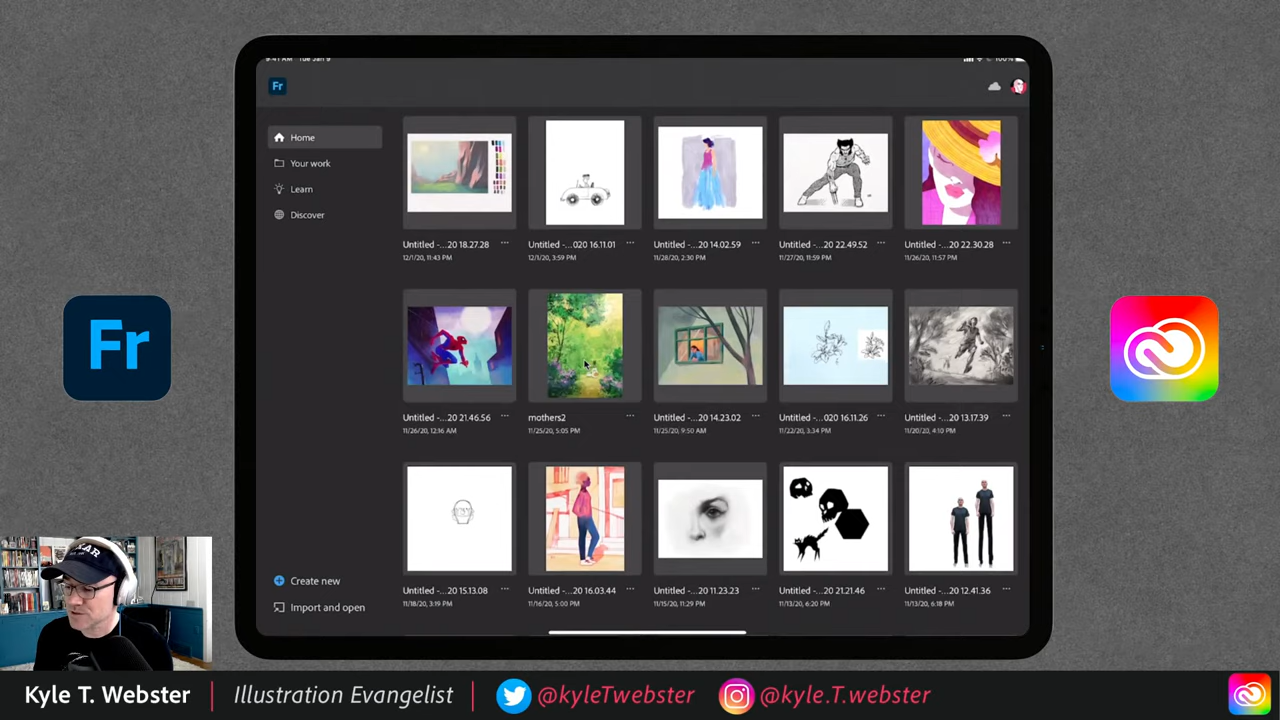 9:41 AM Tue Jan 9
100%
Fr
Home
Your work
Learn
Discover
Create new
Import and open
Untitled -...20 18.27.28 ···
12/1/20, 11:43 PM
Untitled -...020 16.11.01 ···
12/1/20, 3:59 PM
Untitled -...20 14.02.59 ···
11/28/20, 2:30 PM
Untitled -...20 22.49.52 ···
11/27/20, 11:59 PM
Untitled -...20 22.30.28 ···
11/26/20, 11:57 PM
Untitled -...20 21.46.56 ···
11/26/20, 12:16 AM
mothers2 ···
11/25/20, 5:05 PM
Untitled -...20 14.23.02 ···
11/25/20, 9:50 AM
Untitled -...020 16.11.26 ···
11/22/20, 3:34 PM
Untitled -...20 13.17.39 ···
11/20/20, 4:10 PM
Untitled -...20 15.13.08 ···
11/18/20, 3:19 PM
Untitled -...20 16.03.44 ···
11/16/20, 5:00 PM
Untitled -...20 11.23.23 ···
11/15/20, 11:29 PM
Untitled -...20 21.21.46 ···
11/13/20, 6:20 PM
Untitled -...20 12.41.36 ···
11/13/20, 6:18 PM
Fr
Kyle T. Webster | Illustration Evangelist | @kyleTwebster @kyle.T.webster